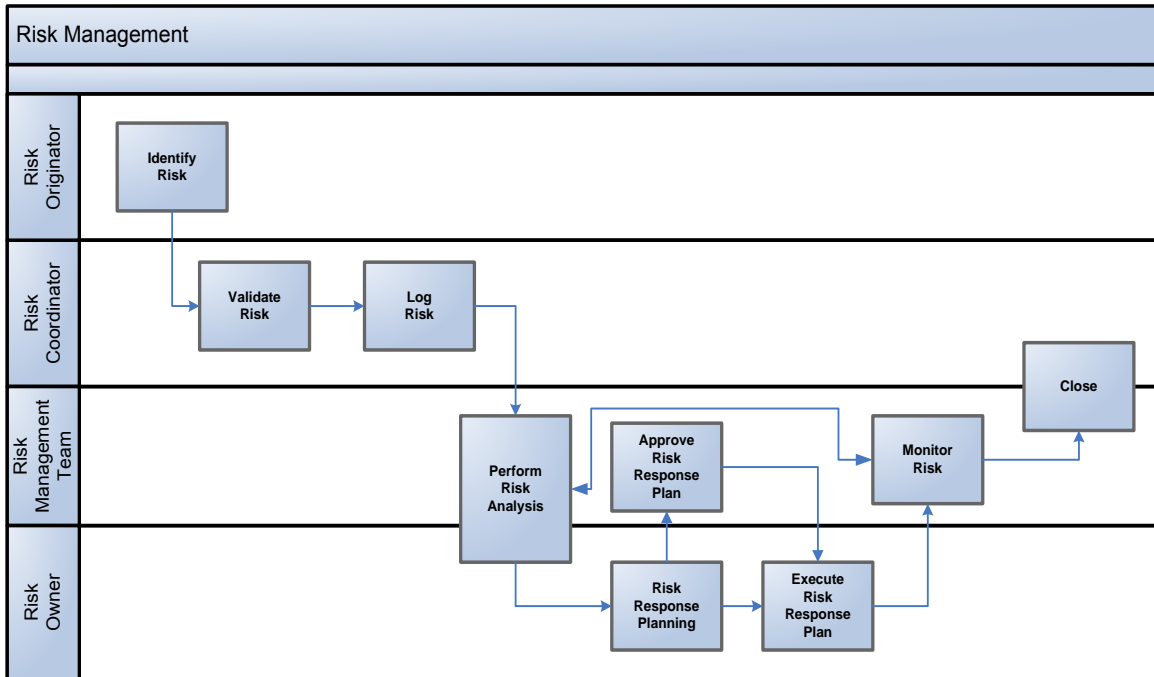 Risk Management
Risk
Originator
Identify
Risk
Risk
Coordinator
Validate
Risk
Log
Risk
Close
Risk
Management
Team
Perform
Risk
Analysis
Approve
Risk
Response
Plan
Monitor
Risk
Risk
Owner
Risk
Response
Planning
Execute
Risk
Response
Plan